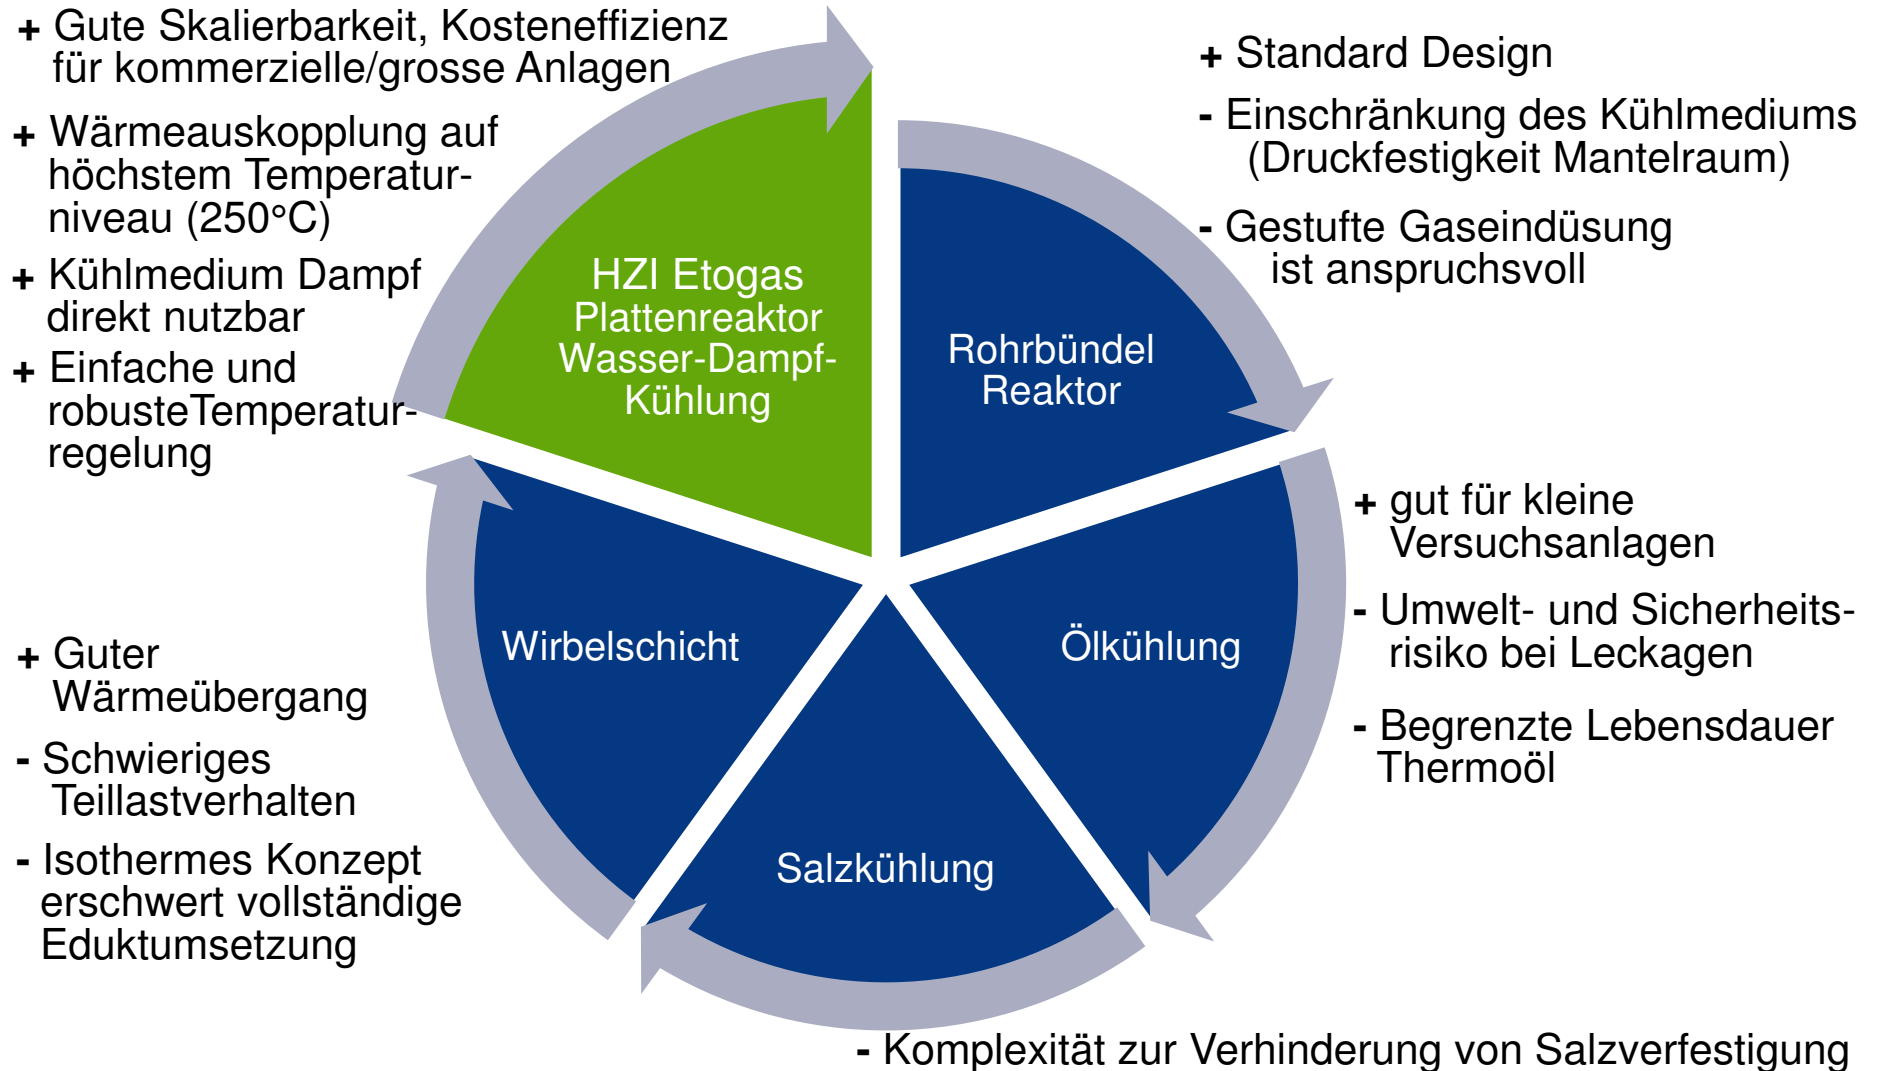 + Gute Skalierbarkeit, Kosteneffizienz
für kommerzielle/grosse Anlagen
+ Wärmeauskopplung auf
höchstem Temperatur-
niveau (250°C)
+ Kühlmedium Dampf
direkt nutzbar
+ Einfache und
robusteTemperatur-
regelung
HZI Etogas
Plattenreaktor
Wasser-Dampf-
Kühlung
+ Standard Design
- Einschränkung des Kühlmediums
(Druckfestigkeit Mantelraum)
- Gestufte Gaseindüsung
ist anspruchsvoll
Rohrbündel
Reaktor
+ gut für kleine
Versuchsanlagen
- Umwelt- und Sicherheits-
risiko bei Leckagen
- Begrenzte Lebensdauer
Thermoöl
Ölkühlung
Salzkühlung
- Komplexität zur Verhinderung von Salzverfestigung
Wirbelschicht
+ Guter
Wärmeübergang
- Schwieriges
Teillastverhalten
- Isothermes Konzept
erschwert vollständige
Eduktumsetzung